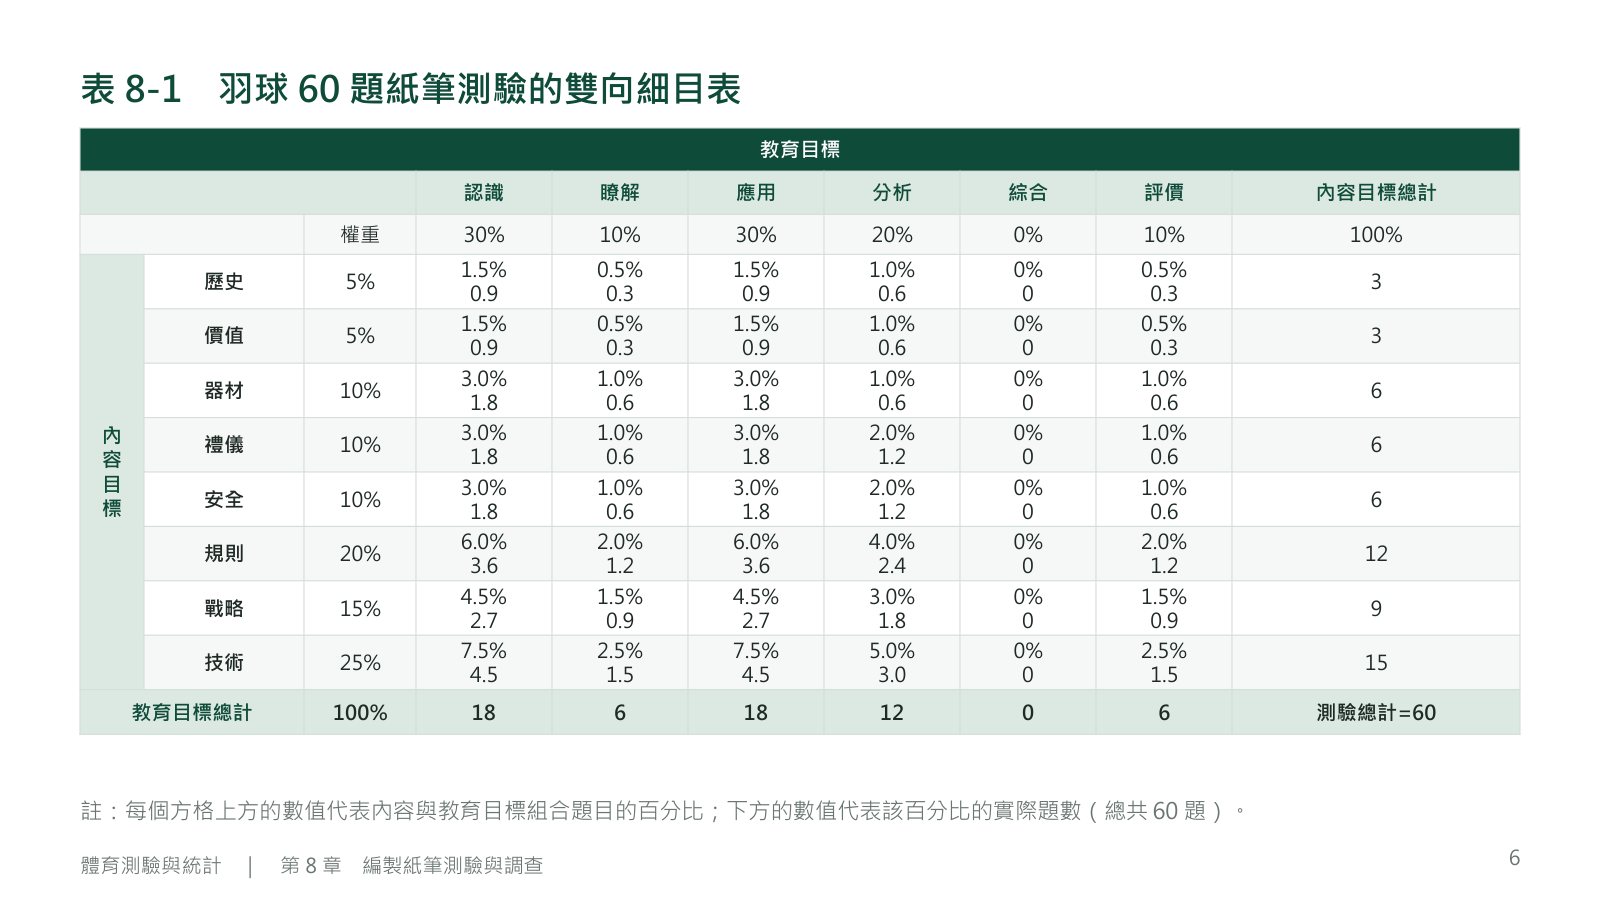 表 8-1　羽球 60 題紙筆測驗的雙向細目表
教育目標
認識 瞭解 應用 分析 綜合 評價 內容目標總計
權重 30% 10% 30% 20% 0% 10% 100%
內容目標
歷史 5% 1.5% 0.5% 1.5% 1.0% 0% 0.5% 3
0.9 0.3 0.9 0.6 0 0.3
價值 5% 1.5% 0.5% 1.5% 1.0% 0% 0.5% 3
0.9 0.3 0.9 0.6 0 0.3
器材 10% 3.0% 1.0% 3.0% 1.0% 0% 1.0% 6
1.8 0.6 1.8 0.6 0 0.6
禮儀 10% 3.0% 1.0% 3.0% 2.0% 0% 1.0% 6
1.8 0.6 1.8 1.2 0 0.6
安全 10% 3.0% 1.0% 3.0% 2.0% 0% 1.0% 6
1.8 0.6 1.8 1.2 0 0.6
規則 20% 6.0% 2.0% 6.0% 4.0% 0% 2.0% 12
3.6 1.2 3.6 2.4 0 1.2
戰略 15% 4.5% 1.5% 4.5% 3.0% 0% 1.5% 9
2.7 0.9 2.7 1.8 0 0.9
技術 25% 7.5% 2.5% 7.5% 5.0% 0% 2.5% 15
4.5 1.5 4.5 3.0 0 1.5
教育目標總計 100% 18 6 18 12 0 6 測驗總計=60
註：每個方格上方的數值代表內容與教育目標組合題目的百分比；下方的數值代表該百分比的實際題數（總共 60 題）。
體育測驗與統計　|　第 8 章　編製紙筆測驗與調查
6